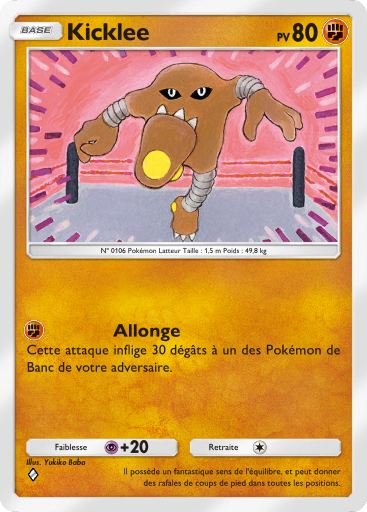 BASE Kicklee PV 80
N° 0106 Pokémon Latteur Taille : 1,5 m Poids : 49,8 kg
Allonge
Cette attaque inflige 30 dégâts à un des Pokémon de
Banc de votre adversaire.
Faiblesse +20 Retraite
Illus. Yukiko Baba
Il possède un fantastique sens de l'équilibre, et peut donner
des rafales de coups de pied dans toutes les positions.